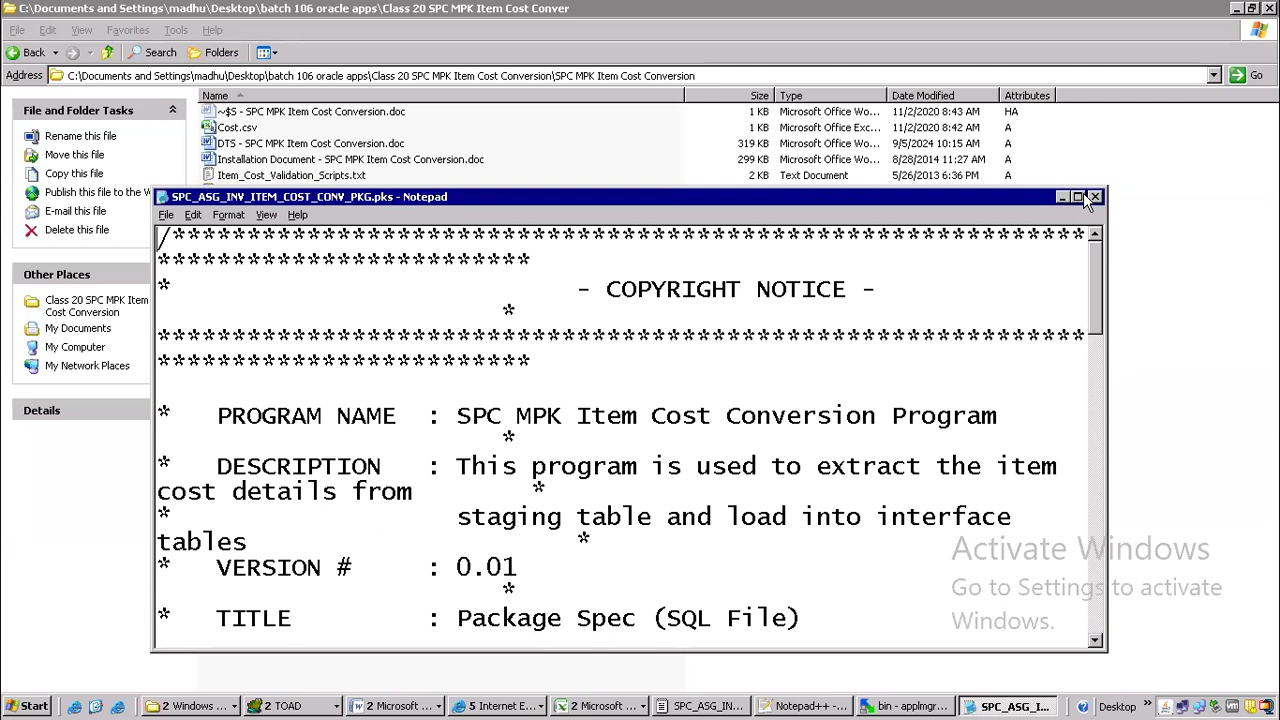 C:\Documents and Settings\madhu\Desktop\batch 106 oracle apps\Class 20 SPC MPK Item Cost Conver
File Edit View Favorites Tools Help
Back Search Folders
Address C:\Documents and Settings\madhu\Desktop\batch 106 oracle apps\Class 20 SPC MPK Item Cost Conversion\SPC MPK Item Cost Conversion Go
File and Folder Tasks
Rename this file
Move this file
Copy this file
Publish this file to the W
E-mail this file
Delete this file
Other Places
Class 20 SPC MPK Item Cost Conversion
My Documents
My Computer
My Network Places
Details
Name Size Type Date Modified Attributes
~$S - SPC MPK Item Cost Conversion.doc 1 KB Microsoft Office Wo... 11/2/2020 8:43 AM HA
Cost.csv 1 KB Microsoft Office Exc... 11/2/2020 8:42 AM A
DTS - SPC MPK Item Cost Conversion.doc 319 KB Microsoft Office Wo... 9/5/2024 10:15 AM A
Installation Document - SPC MPK Item Cost Conversion.doc 299 KB Microsoft Office Wo... 8/28/2014 11:27 AM A
Item_Cost_Validation_Scripts.txt 2 KB Text Document 5/26/2013 6:36 PM A
SPC_ASG_INV_ITEM_COST_CONV_PKG.pks - Notepad
File Edit Format View Help
/**************************************************************
*************************
* - COPYRIGHT NOTICE -
*
***************************************************************
*************************
* PROGRAM NAME : SPC MPK Item Cost Conversion Program
*
* DESCRIPTION : This program is used to extract the item
cost details from *
* staging table and load into interface
tables *
* VERSION # : 0.01
*
* TITLE : Package Spec (SQL File)
Activate Windows
Go to Settings to activate
Windows.
Start 2 Windows ... 2 TOAD 2 Microsoft ... 5 Internet E... 2 Microsoft ... SPC_ASG_IN... Notepad++ -... bin - applmgr... SPC_ASG_I... Desktop »